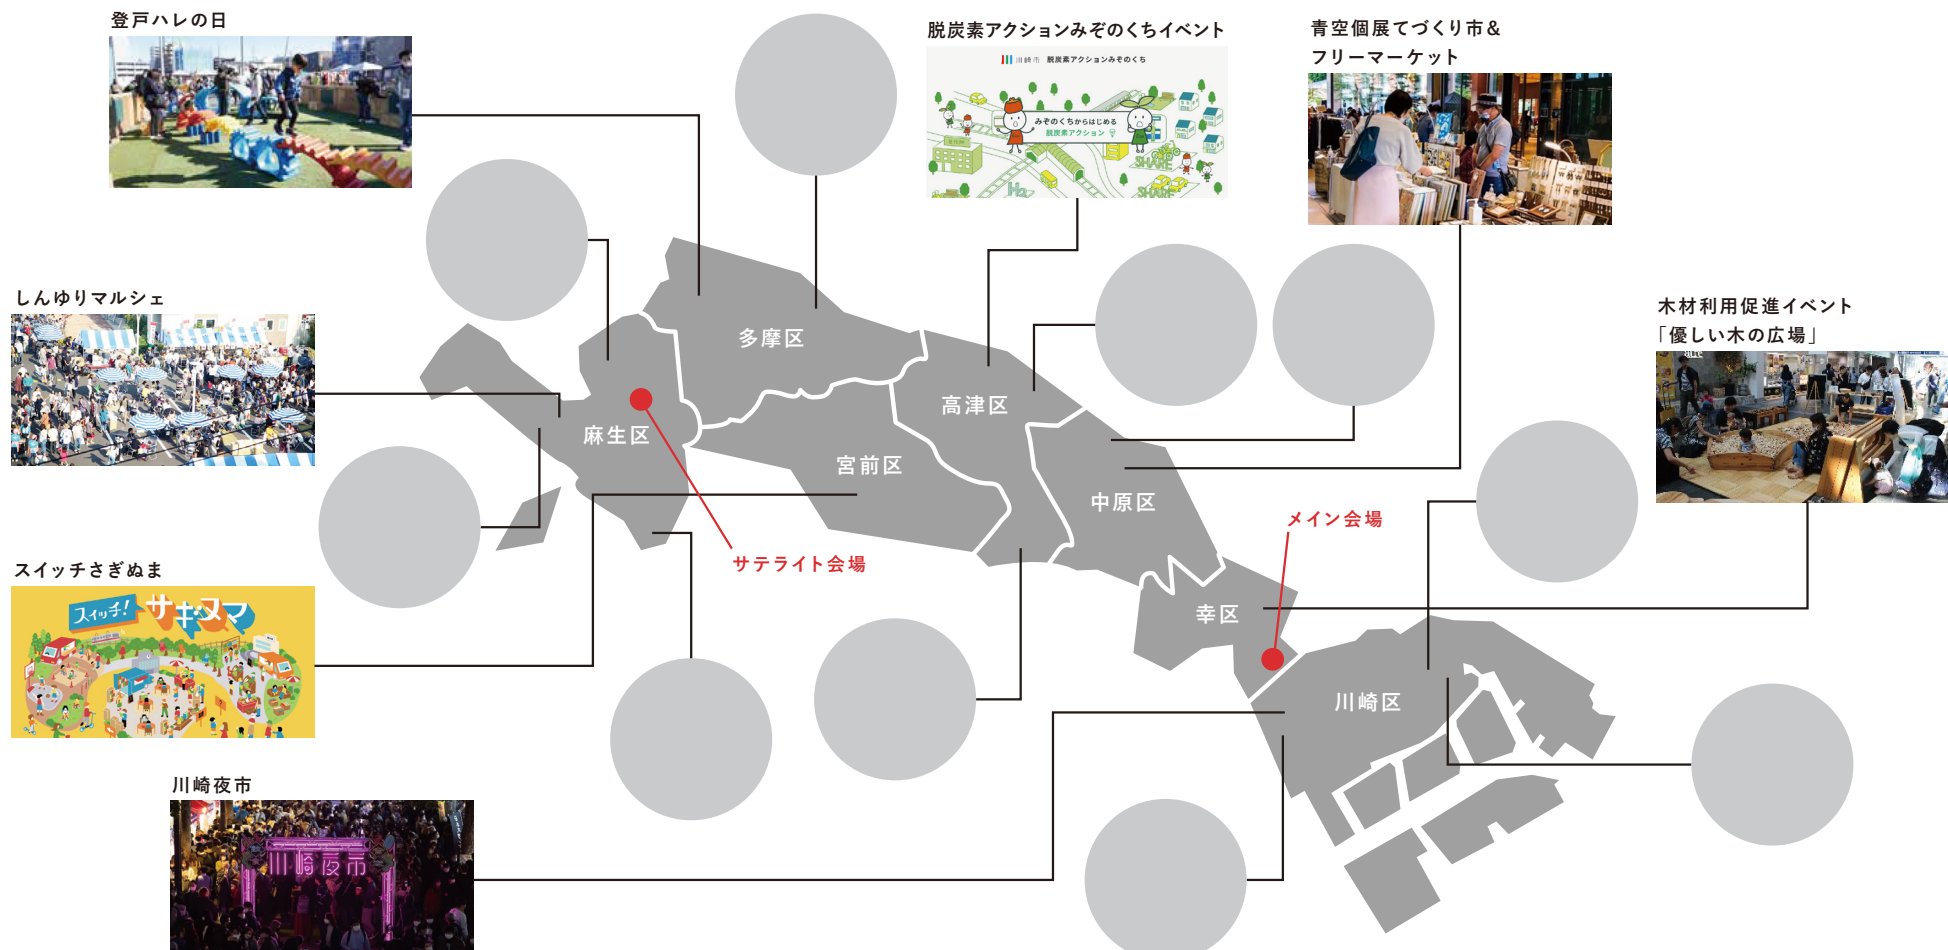 登戸ハレの日
脱炭素アクションみぞのくちイベント
川崎市 脱炭素アクションみぞのくち
みぞのくちからはじめる
脱炭素アクション
SHARE
SHARE
H2
青空個展てづくり市&
フリーマーケット
しんゆりマルシェ
木材利用促進イベント
「優しい木の広場」
多摩区
高津区
麻生区
宮前区
中原区
メイン会場
サテライト会場
幸区
川崎区
スイッチさぎぬま
スイッチ!
サギヌマ
川崎夜市
川崎夜市